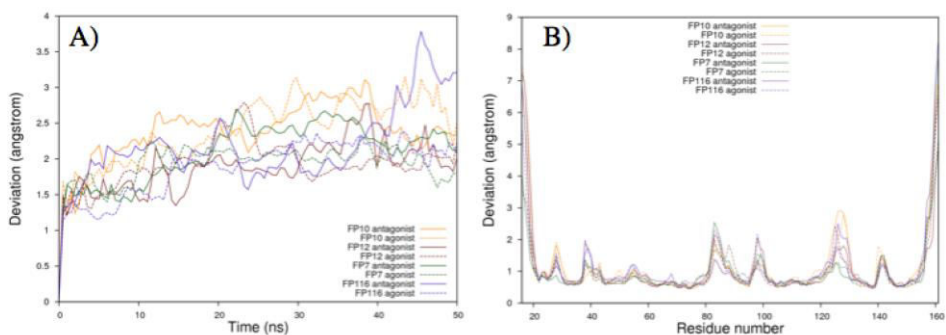 A)
Deviation (angstrom)
4
3.5
3
2.5
2
1.5
1
0.5
0
0
10
20
30
40
50
Time (ns)
FP10 antagonist
FP10 agonist
FP12 antagonist
FP12 agonist
FP7 antagonist
FP7 agonist
FP116 antagonist
FP116 agonist
B)
Deviation (angstrom)
9
8
7
6
5
4
3
2
1
0
20
40
60
80
100
120
140
160
Residue number
FP10 antagonist
FP10 agonist
FP12 antagonist
FP12 agonist
FP7 antagonist
FP7 agonist
FP116 antagonist
FP116 agonist